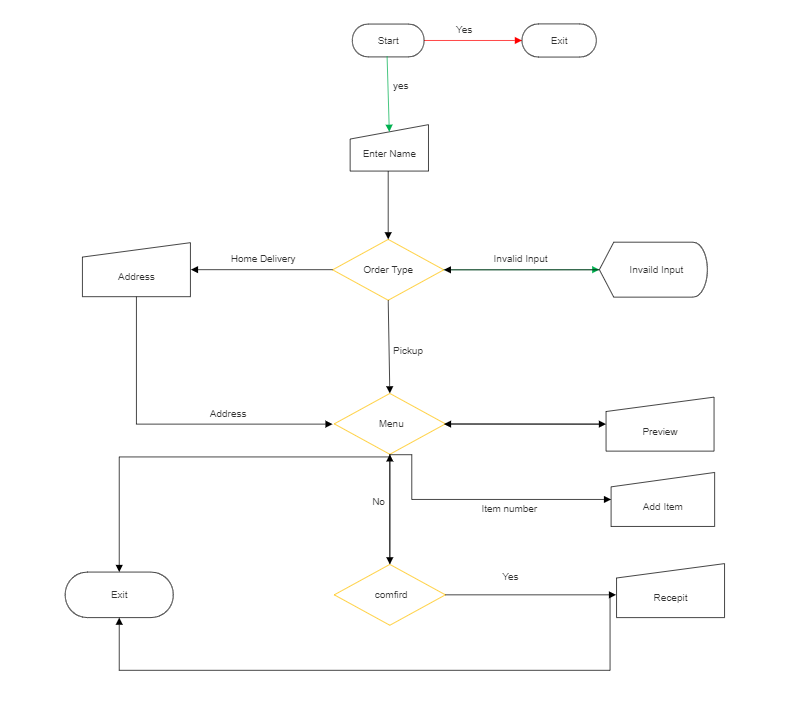 Yes
Start
Exit
yes
Enter Name
Home Delivery
Invalid Input
Address
Order Type
Invaild Input
Pickup
Address
Menu
Preview
No
Item number
Add Item
Yes
Exit
comfird
Recepit